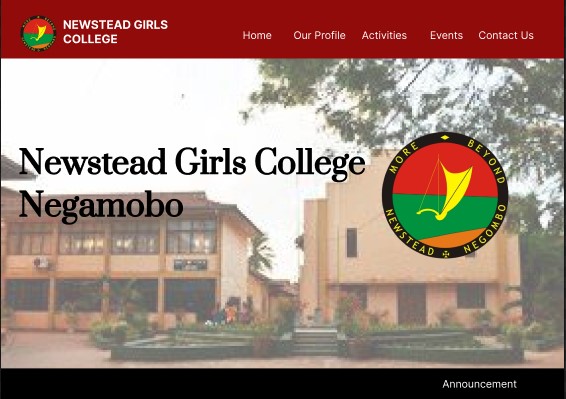 NEWSTEAD GIRLS
COLLEGE
Home Our Profile Activities Events Contact Us
Newstead Girls College
Negamobo
MORE BEYOND
NEWSTEAD NEGOMBO
Announcement